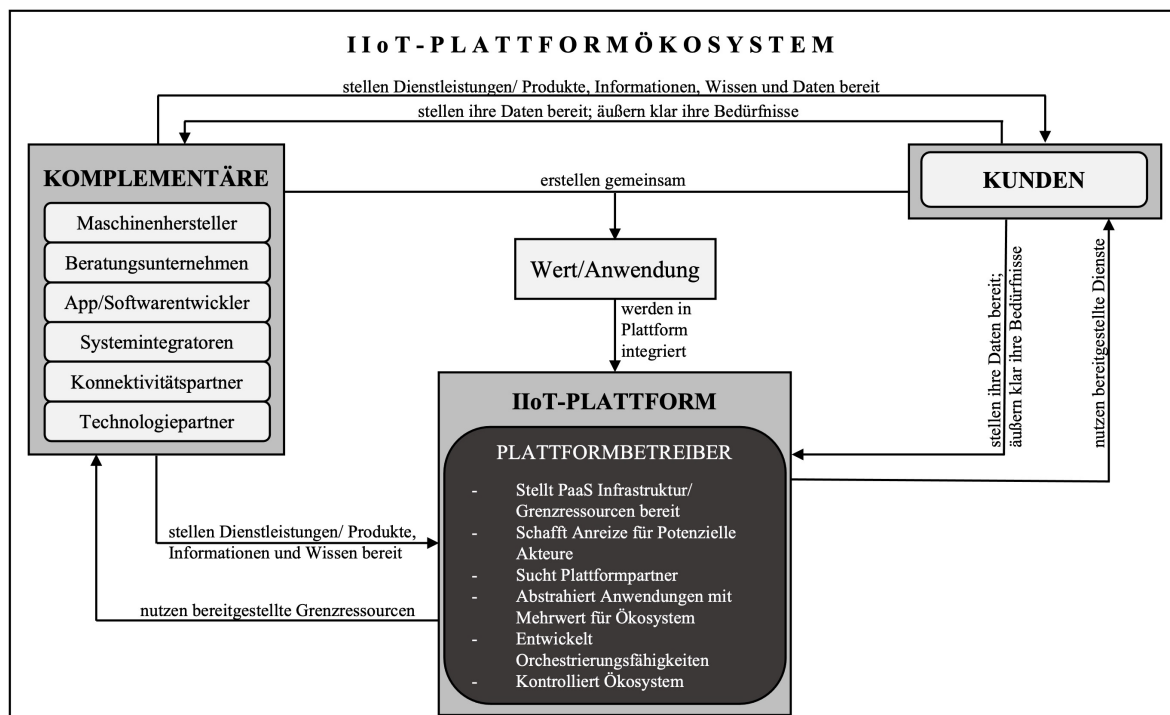 IIoT-PLATTFORMÖKOSYSTEM
stellen Dienstleistungen/ Produkte, Informationen, Wissen und Daten bereit
stellen ihre Daten bereit; äußern klar ihre Bedürfnisse
KOMPLEMENTÄRE
Maschinenhersteller
Beratungsunternehmen
App/Softwarentwickler
Systemintegratoren
Konnektivitätspartner
Technologiepartner
erstellen gemeinsam
KUNDEN
Wert/Anwendung
werden in
Plattform
integriert
stellen ihre Daten bereit;
äußern klar ihre Bedürfnisse
nutzen bereitgestellte Dienste
IIoT-PLATTFORM
PLATTFORMBETREIBER
- Stellt PaaS Infrastruktur/
Grenzressourcen bereit
- Schafft Anreize für Potenzielle
Akteure
- Sucht Plattformpartner
- Abstrahiert Anwendungen mit
Mehrwert für Ökosystem
- Entwickelt
Orchestrierungsfähigkeiten
- Kontrolliert Ökosystem
stellen Dienstleistungen/ Produkte,
Informationen und Wissen bereit
nutzen bereitgestellte Grenzressourcen